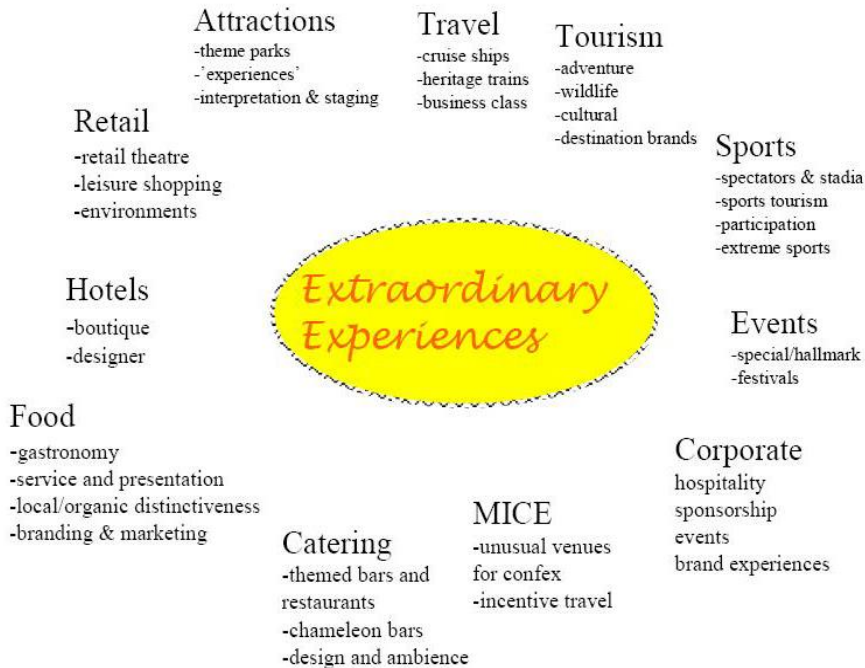 Attractions
-theme parks
-'experiences'
-interpretation & staging
Travel
-cruise ships
-heritage trains
-business class
Tourism
-adventure
-wildlife
-cultural
-destination brands
Retail
-retail theatre
-leisure shopping
-environments
Sports
-spectators & stadia
-sports tourism
-participation
-extreme sports
Extraordinary
Experiences
Hotels
-boutique
-designer
Events
-special/hallmark
-festivals
Food
-gastronomy
-service and presentation
-local/organic distinctiveness
-branding & marketing
Corporate
hospitality
sponsorship
events
brand experiences
Catering
-themed bars and
restaurants
-chameleon bars
-design and ambience
MICE
-unusual venues
for confex
-incentive travel